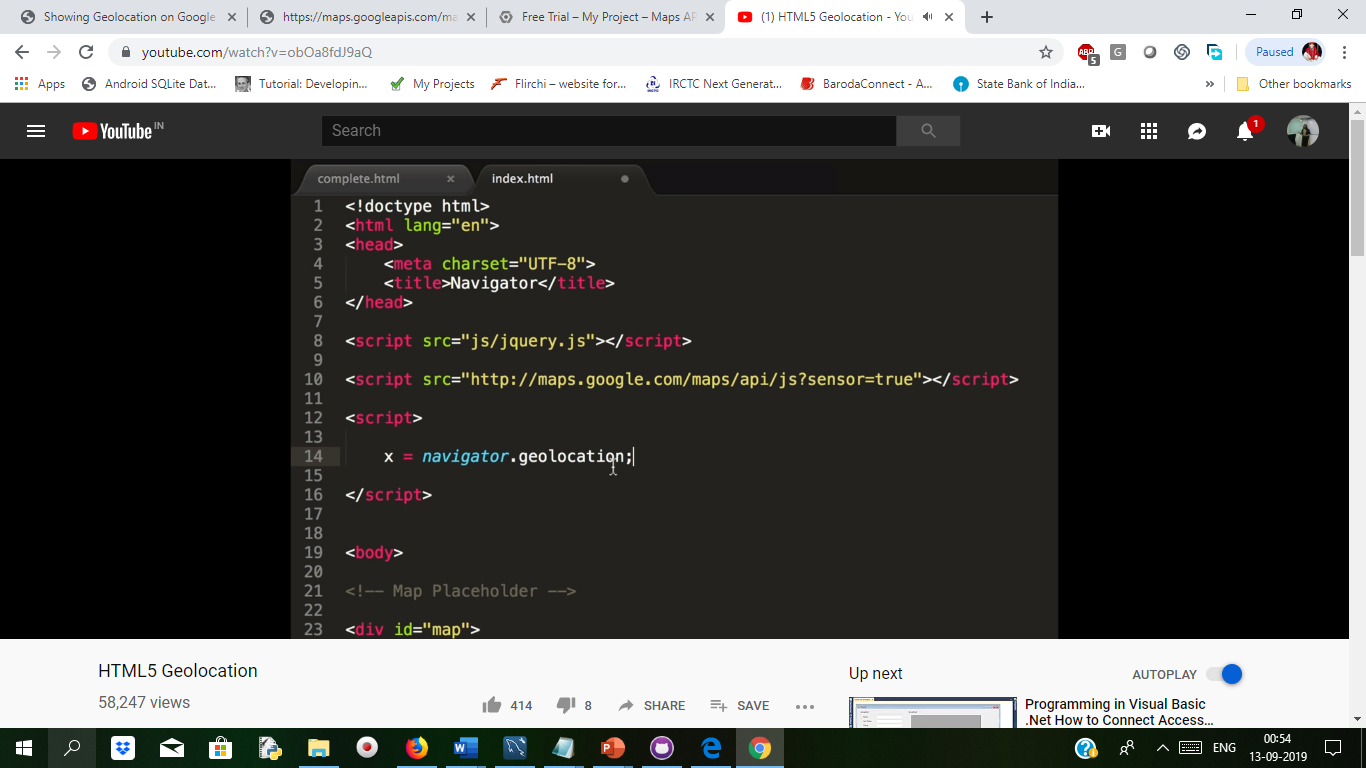 Showing Geolocation on Google
https://maps.googleapis.com/ma
Free Trial – My Project – Maps AP
(1) HTML5 Geolocation - You
youtube.com/watch?v=obOa8fdJ9aQ
ABP
5
G
Paused
Apps
Android SQLite Dat...
Tutorial: Developin...
My Projects
Flirchi – website for...
IRCTC Next Generat...
BarodaConnect - A...
State Bank of India...
»
Other bookmarks
YouTube IN
Search
1
complete.html
index.html
1 <!doctype html>
2 <html lang="en">
3 <head>
4 <meta charset="UTF-8">
5 <title>Navigator</title>
6 </head>
7
8 <script src="js/jquery.js"></script>
9
10 <script src="http://maps.google.com/maps/api/js?sensor=true"></script>
11
12 <script>
13
14 x = navigator.geolocation;
15
16 </script>
17
18
19 <body>
20
21 <!-- Map Placeholder -->
22
23 <div id="map">
HTML5 Geolocation
58,247 views
414
8
SHARE
SAVE
Up next
AUTOPLAY
Programming in Visual Basic
.Net How to Connect Access...
ENG
00:54
13-09-2019